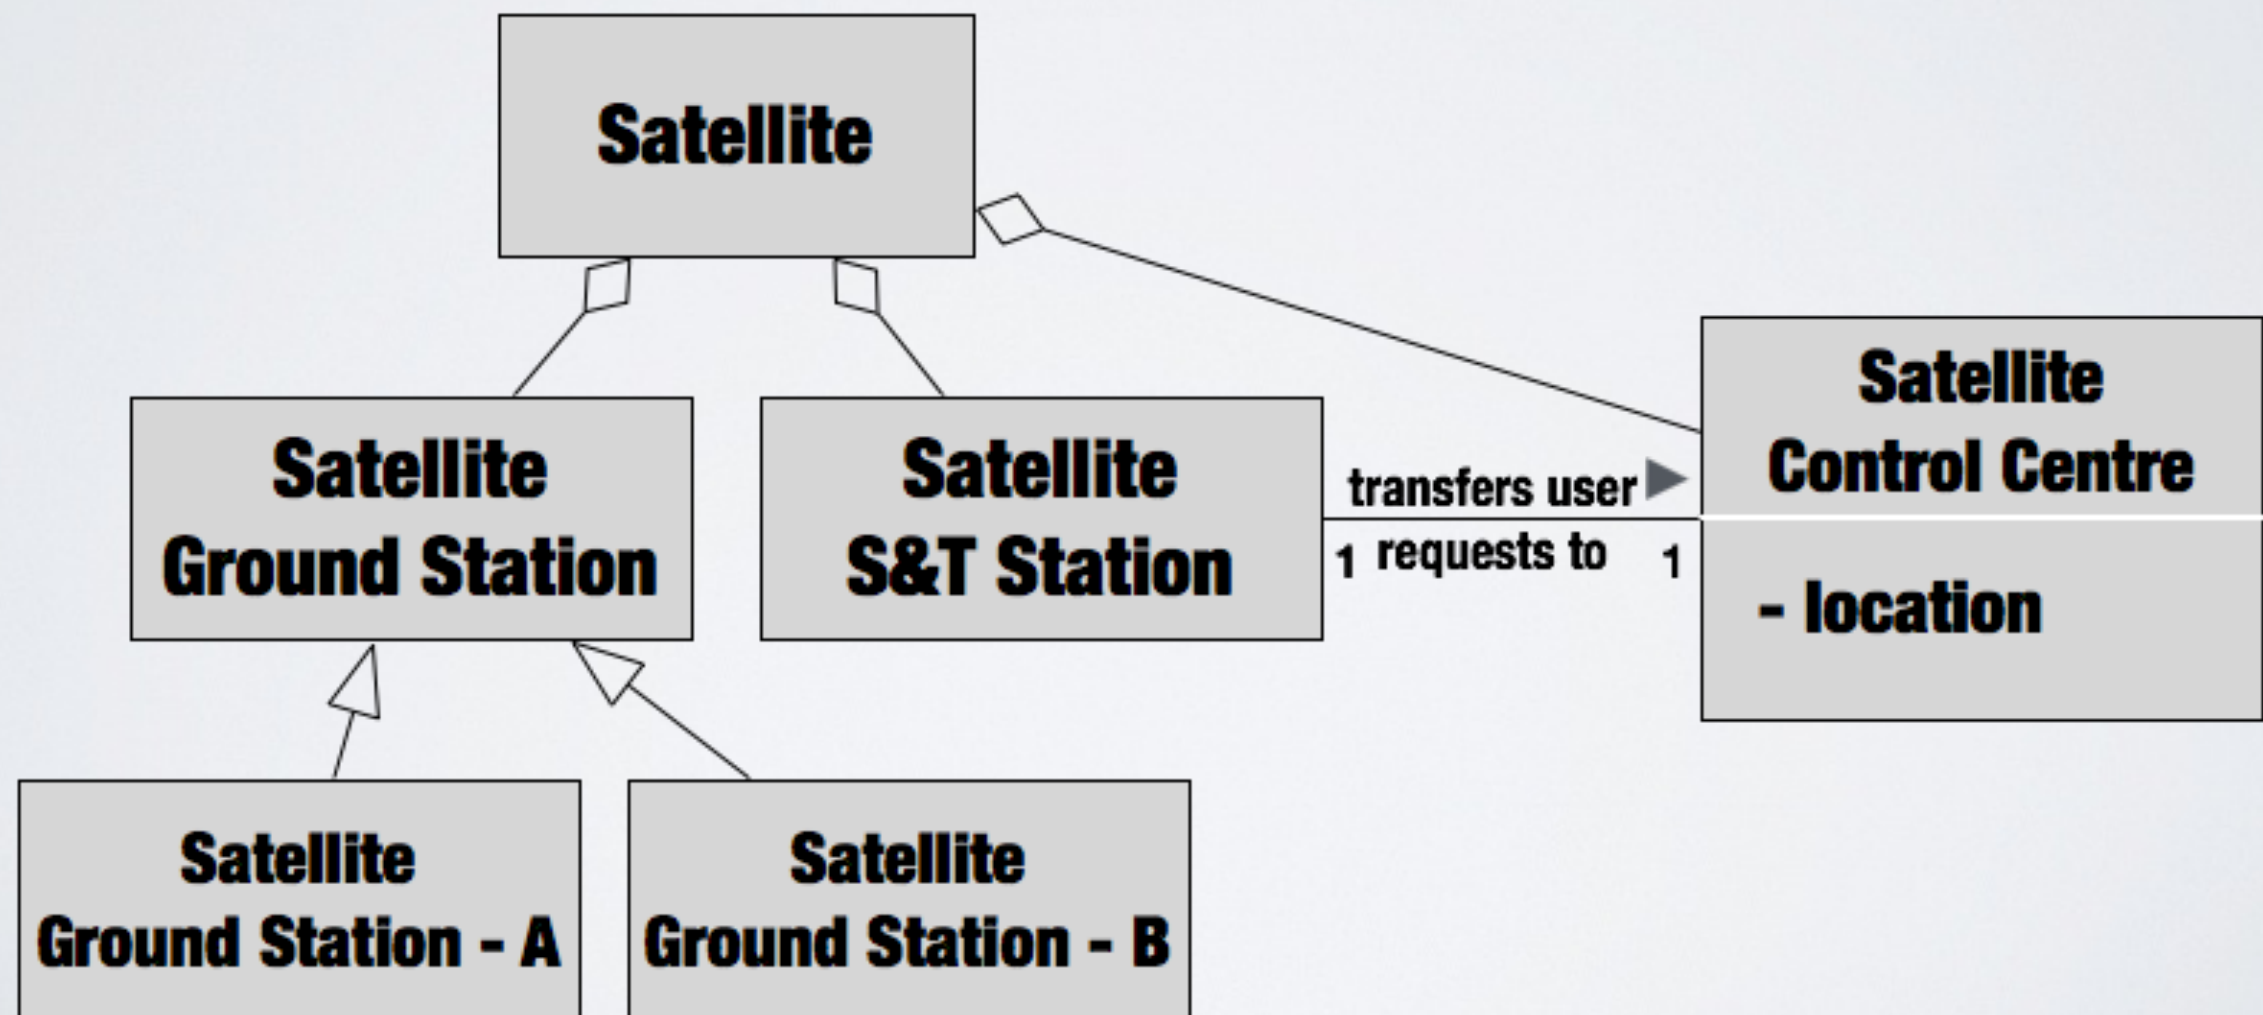 Satellite
Satellite
Ground Station
Satellite
S&T Station
transfers user
1 requests to 1
Satellite
Control Centre
- location
Satellite
Ground Station - A
Satellite
Ground Station - B